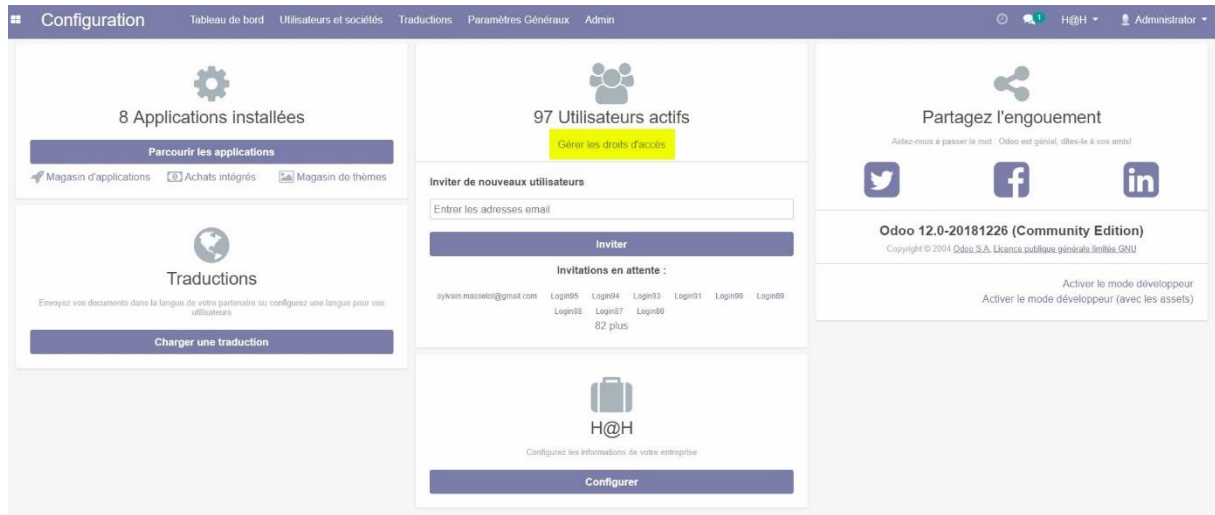 Configuration
Tableau de bord Utilisateurs et sociétés Traductions Paramètres Généraux Admin
1 H@H Administrator
8 Applications installées
Parcourir les applications
Magasin d'applications Achats intégrés Magasin de thèmes
Traductions
Envoyez vos documents dans la langue de votre partenaire ou configurez une langue pour vos
utilisateurs
Charger une traduction
97 Utilisateurs actifs
Gérer les droits d'accès
Inviter de nouveaux utilisateurs
Entrer les adresses email
Inviter
Invitations en attente :
sylvain.masselot@gmail.com Login95 Login94 Login93 Login91 Login90 Login89
Login88 Login87 Login86
82 plus
H@H
Configurez les informations de votre entreprise
Configurer
Partagez l'engouement
Aidez-nous à passer le mot : Odoo est génial, dites-le à vos amis!
Odoo 12.0-20181226 (Community Edition)
Copyright © 2004 Odoo S.A. Licence publique générale limitée GNU
Activer le mode développeur
Activer le mode développeur (avec les assets)